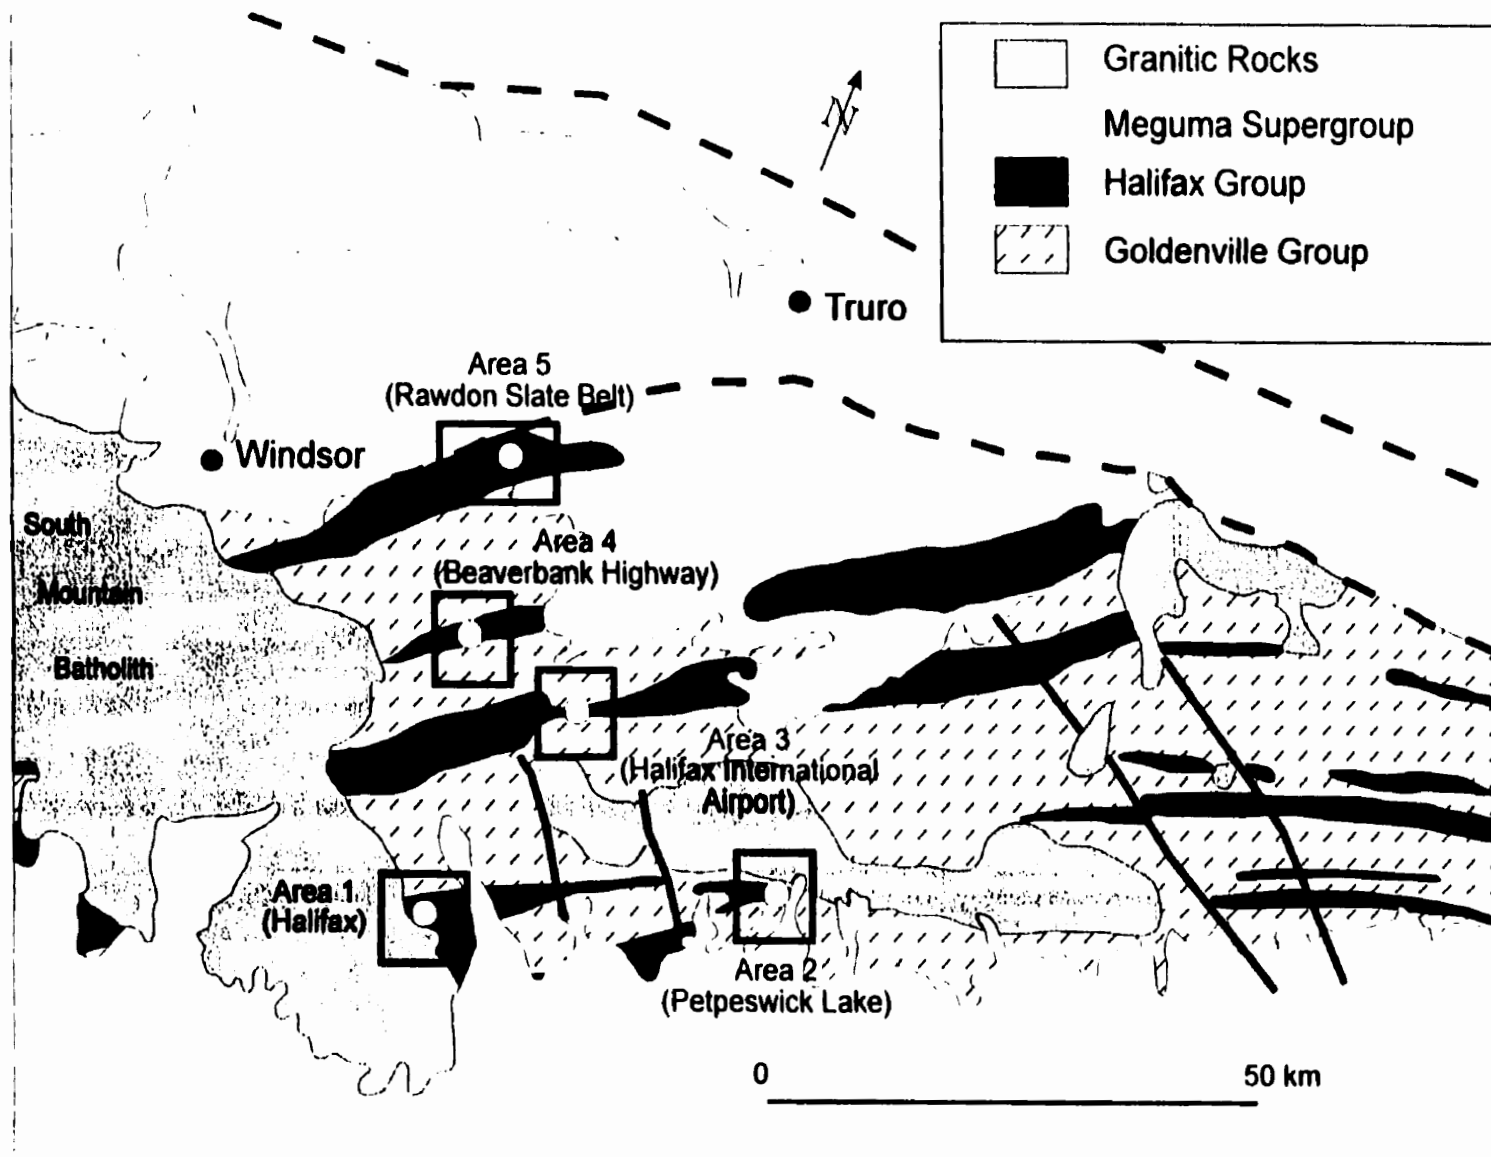 Granitic Rocks
Meguma Supergroup
Halifax Group
Goldenville Group
N
Truro
Area 5
(Rawdon Slate Belt)
Windsor
South
Mountain
Batholith
Area 4
(Beaverbank Highway)
Area 3
(Halifax International
Airport)
Area 1
(Halifax)
Area 2
(Petpeswick Lake)
0
50 km